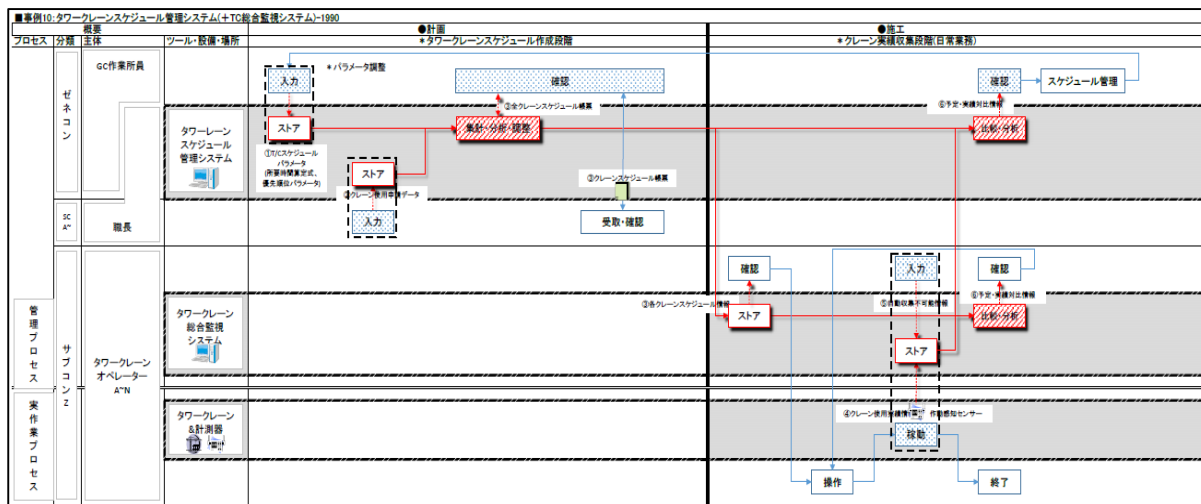 ■事例10:タワークレーンスケジュール管理システム(+TC総合監視システム)-1990
概要
●計画
●施工
プロセス
分類
主体
ツール・設備・場所
＊タワークレーンスケジュール作成段階
＊クレーン実績収集段階(日常業務)
ゼネコン
GC作業所員
＊パラメータ調整
入力
確認
確認
スケジュール管理
③全クレーンスケジュール帳票
⑥予定・実績対比情報
タワーレーン
スケジュール
管理システム
ストア
集計・分析・調整
比較・分析
①T/Cスケジュール
パラメータ
(所要時間算定式、
優先順位パラメータ)
ストア
③クレーンスケジュール帳票
②クレーン使用申請データ
SC
A~
職長
入力
受取・確認
管理プロセス
サブコンZ
タワークレーン
オペレーター
A~N
確認
入力
確認
③各クレーンスケジュール情報
⑤自動収集不可能情報
⑥予定・実績対比情報
タワークレーン
総合監視
システム
ストア
比較・分析
ストア
実作業プロセス
タワークレーン
&計測器
④クレーン使用実績情
作動感知センサー
稼動
操作
終了